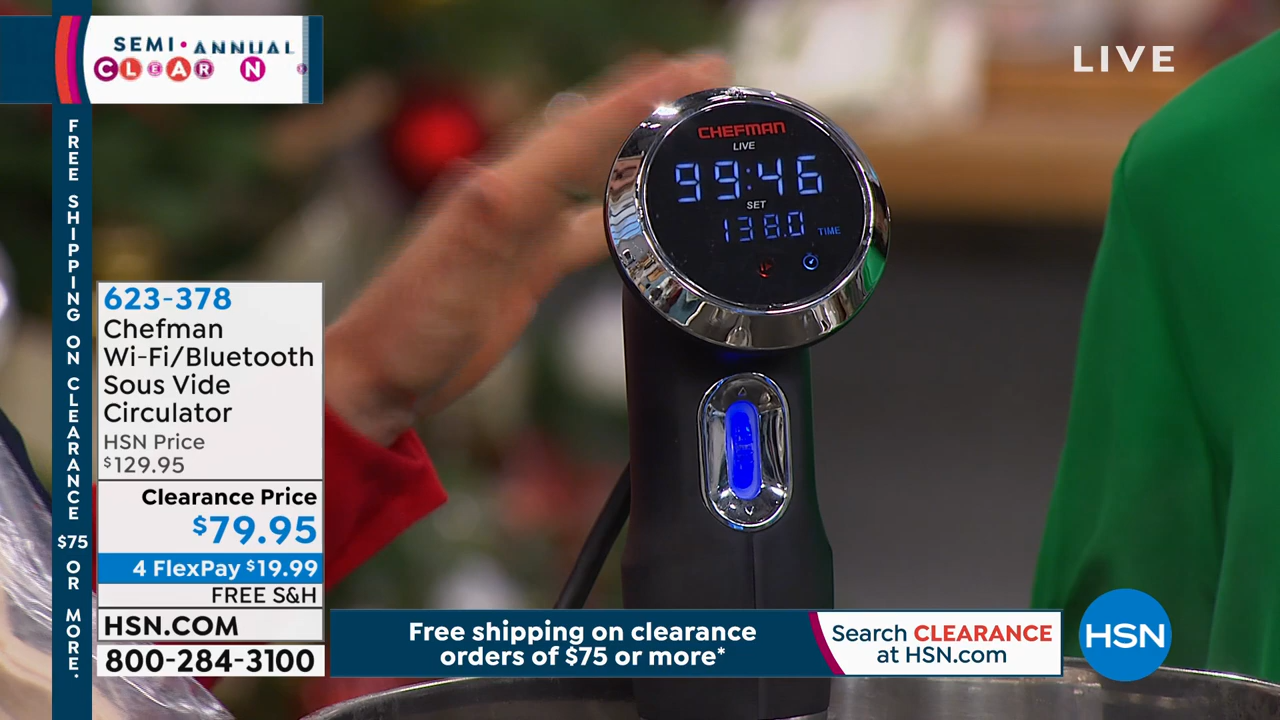 SEMI•ANNUAL
LIVE
FREE SHIPPING ON CLEARANCE $75 OR MORE.
CHEFMAN
LIVE
99:46
SET
138.0 TIME
623-378
Chefman
Wi-Fi/Bluetooth
Sous Vide
Circulator
HSN Price
$129.95
Clearance Price
$79.95
4 FlexPay $19.99
FREE S&H
HSN.COM
800-284-3100
Free shipping on clearance
orders of $75 or more*
Search CLEARANCE
at HSN.com
HSN